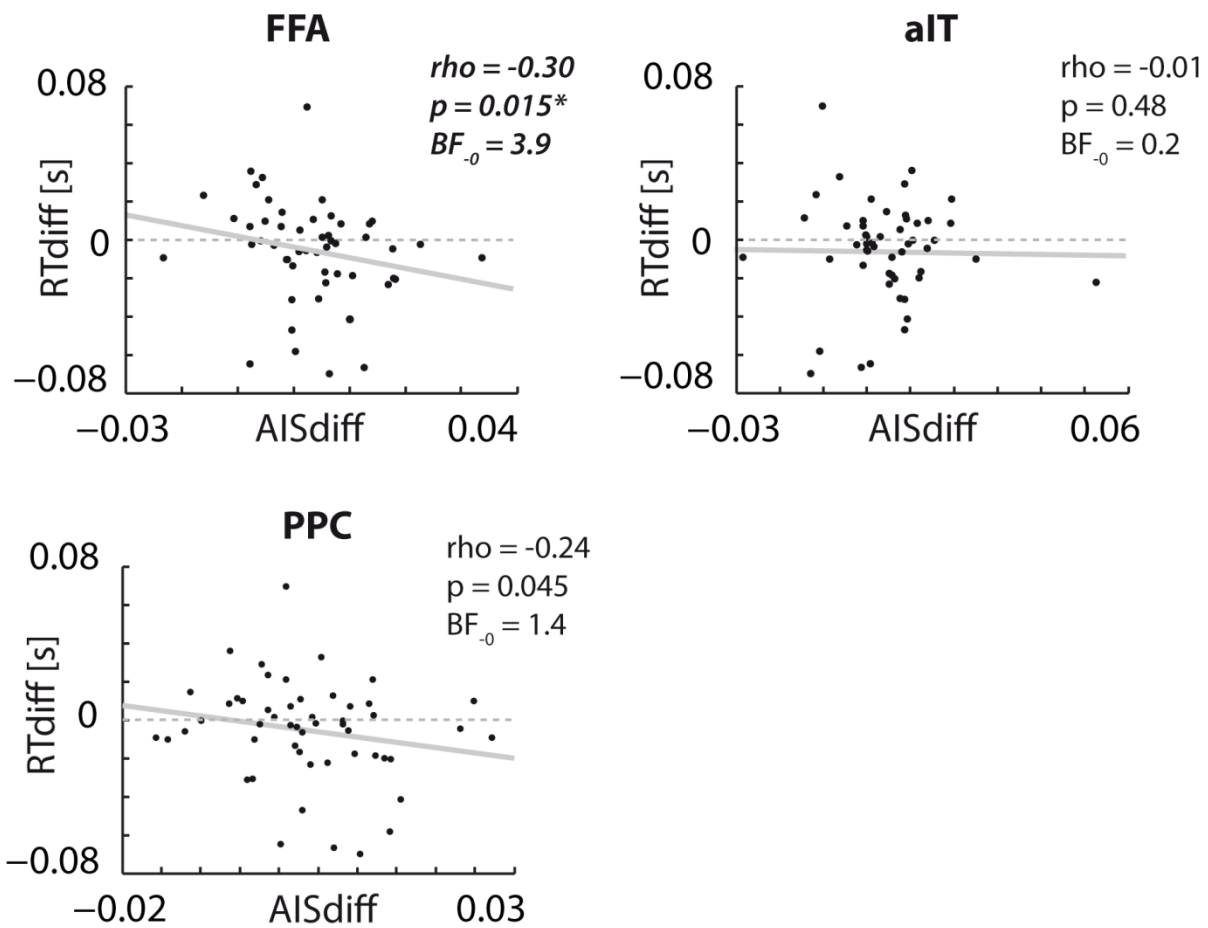 FFA
rho = -0.30
p = 0.015*
BF-0 = 3.9
0.08
0
−0.08
RTdiff [s]
−0.03
AISdiff
0.04
aIT
rho = -0.01
p = 0.48
BF-0 = 0.2
0.08
0
−0.08
RTdiff [s]
−0.03
AISdiff
0.06
PPC
rho = -0.24
p = 0.045
BF-0 = 1.4
0.08
0
−0.08
RTdiff [s]
−0.02
AISdiff
0.03